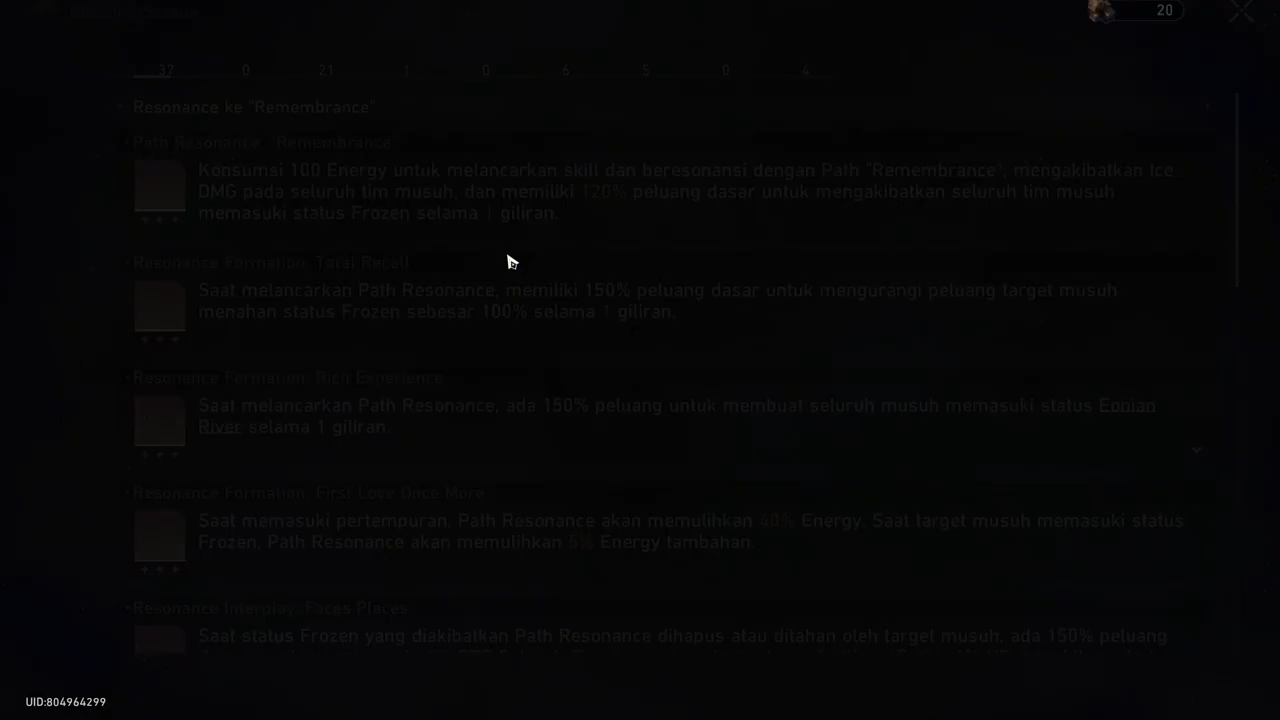 20
37 0 21 1 0 6 5 0 4
Resonance ke "Remembrance"
Path Resonance: Remembrance
Konsumsi 100 Energy untuk melancarkan skill dan beresonansi dengan Path "Remembrance", mengakibatkan Ice
DMG pada seluruh tim musuh, dan memiliki 120% peluang dasar untuk mengakibatkan seluruh tim musuh
memasuki status Frozen selama 1 giliran.
Resonance Formation: Total Recall
Saat melancarkan Path Resonance, memiliki 150% peluang dasar untuk mengurangi peluang target musuh
menahan status Frozen sebesar 100% selama 1 giliran.
Resonance Formation: Rich Experience
Saat melancarkan Path Resonance, ada 150% peluang untuk membuat seluruh musuh memasuki status Eonian
River selama 1 giliran.
Resonance Formation: First Love Once More
Saat memasuki pertempuran, Path Resonance akan memulihkan 40% Energy. Saat target musuh memasuki status
Frozen, Path Resonance akan memulihkan 5% Energy tambahan.
Resonance Interplay: Faces Places
Saat status Frozen yang diakibatkan Path Resonance dihapus atau ditahan oleh target musuh, ada 150% peluang
UID:804964299